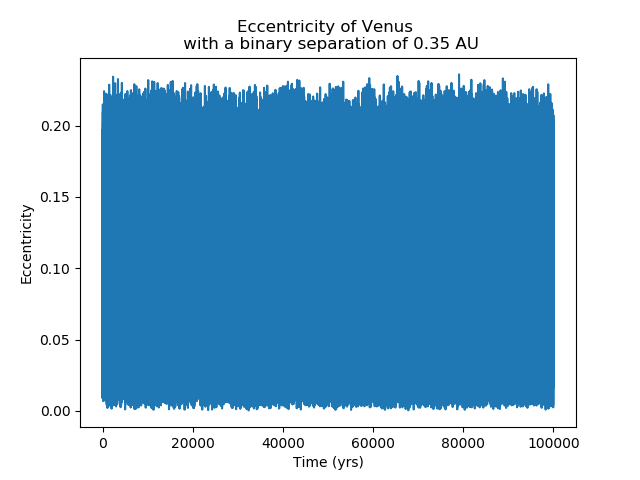 Eccentricity of Venus
with a binary separation of 0.35 AU
0.20
0.15
0.10
0.05
0.00
Eccentricity
0 20000 40000 60000 80000 100000
Time (yrs)